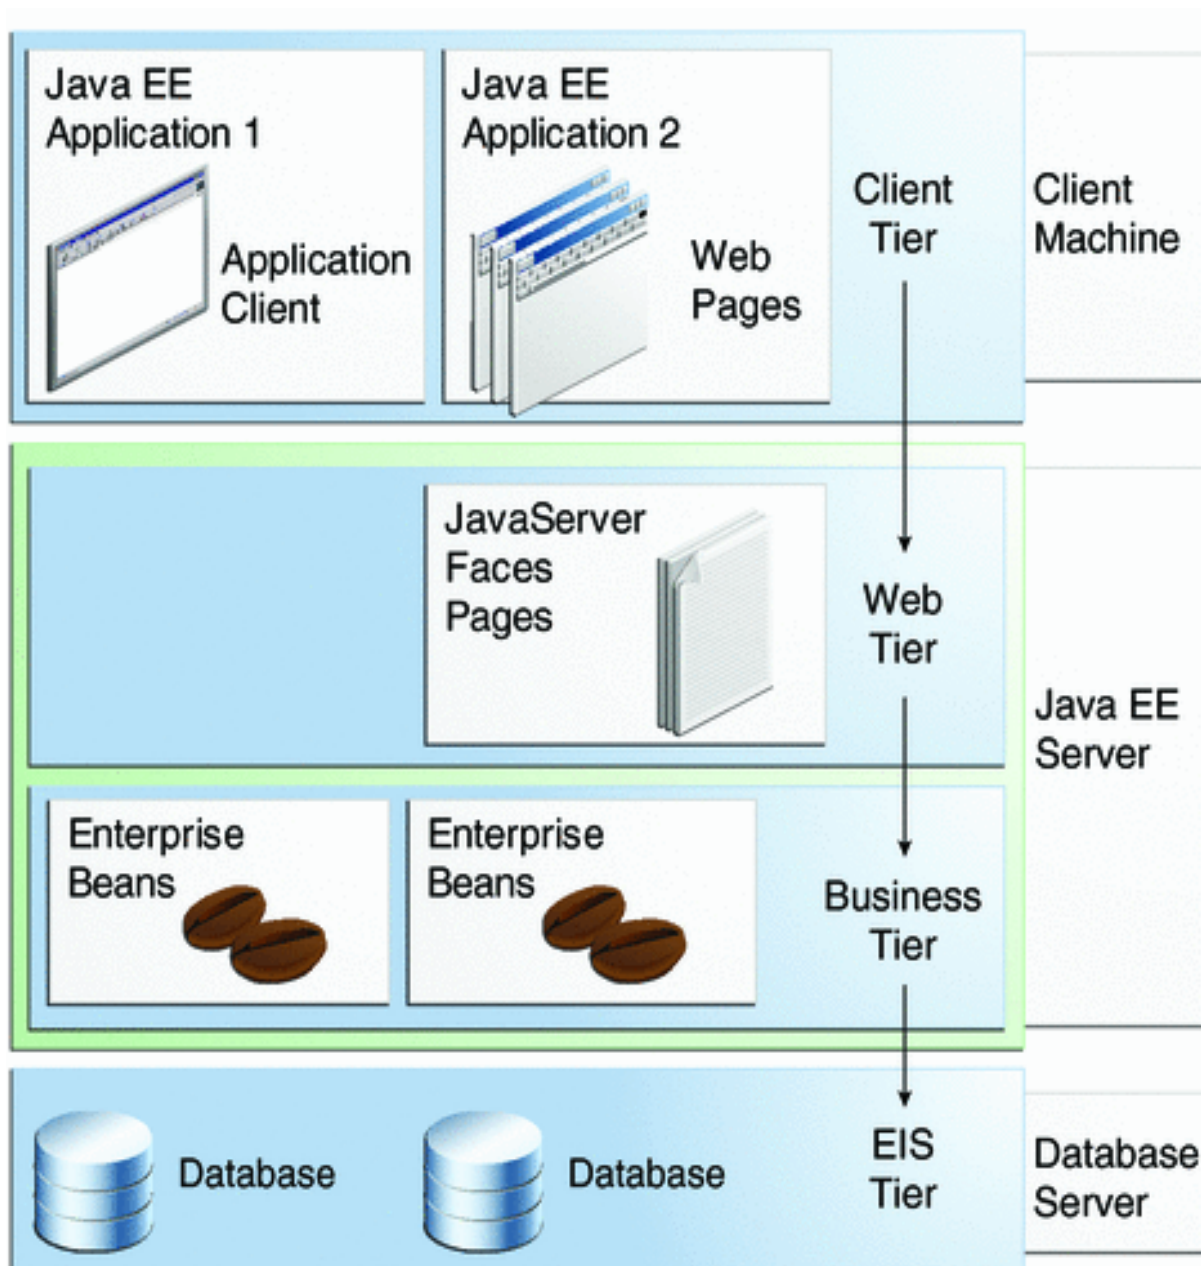 Java EE
Application 1
Application
Client
Java EE
Application 2
Web
Pages
Client
Tier
Client
Machine
JavaServer
Faces
Pages
Web
Tier
Java EE
Server
Enterprise
Beans
Enterprise
Beans
Business
Tier
Database
Database
EIS
Tier
Database
Server